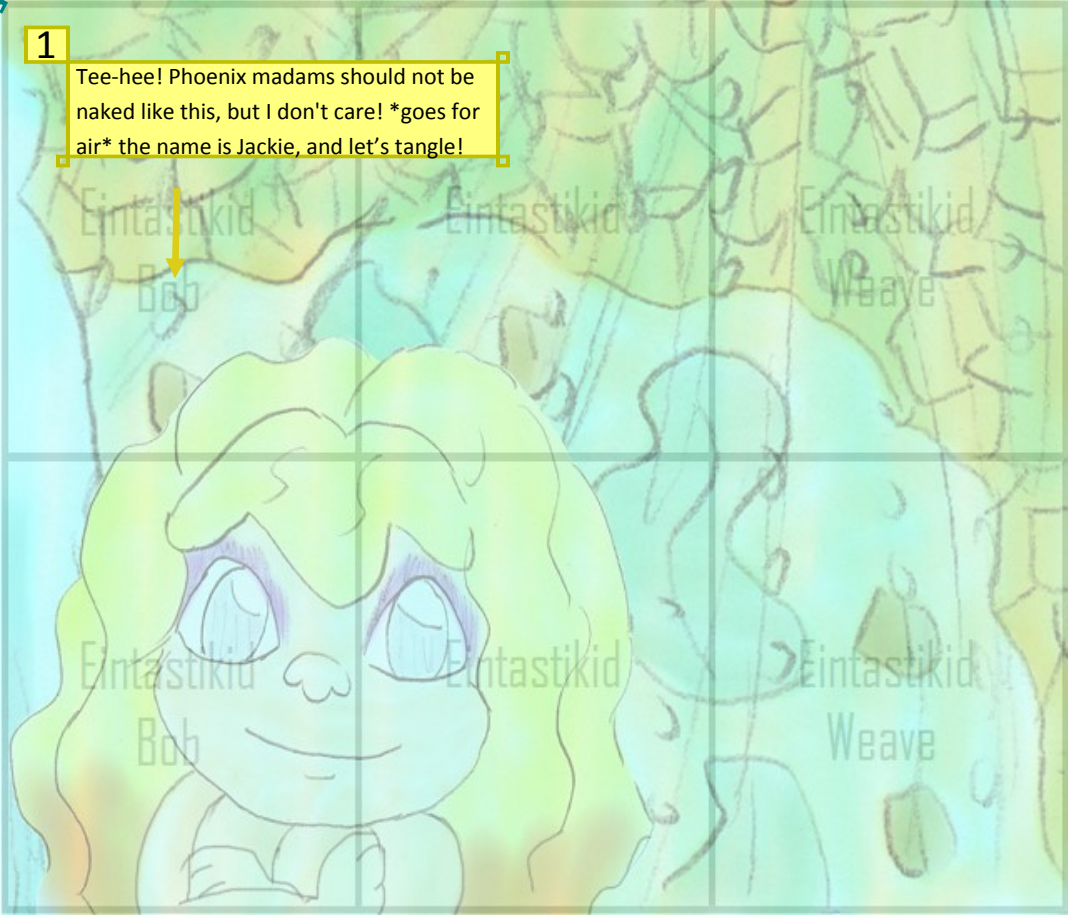 1
Tee-hee! Phoenix madams should not be
naked like this, but I don't care! *goes for
air* the name is Jackie, and let’s tangle!
Eintastikid
Bob
Eintastikid
Eintastikid
Weave
Eintastikid
Bob
Eintastikid
Eintastikid
Weave